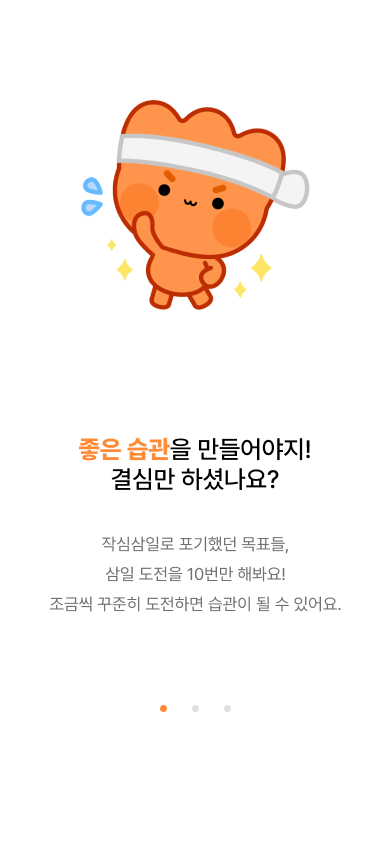 좋은 습관을 만들어야지!
결심만 하셨나요?
작심삼일로 포기했던 목표들,
삼일 도전을 10번만 해봐요!
조금씩 꾸준히 도전하면 습관이 될 수 있어요.